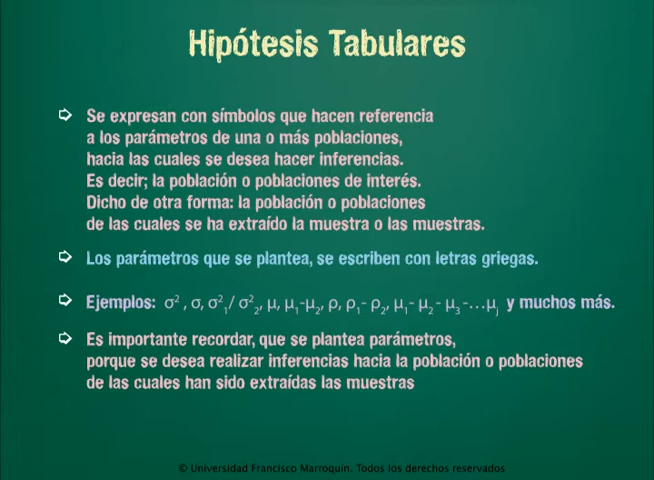 Hipótesis Tabulares
Se expresan con símbolos que hacen referencia
a los parámetros de una o más poblaciones,
hacia las cuales se desea hacer inferencias.
Es decir; la población o poblaciones de interés.
Dicho de otra forma: la población o poblaciones
de las cuales se ha extraído la muestra o las muestras.
Los parámetros que se plantea, se escriben con letras griegas.
Ejemplos: σ², σ, σ²₁/ σ²₂, μ, μ₁-μ₂, ρ, ρ₁- ρ₂, μ₁- μ₂ - μ₃ -...μⱼ y muchos más.
Es importante recordar, que se plantea parámetros,
porque se desea realizar inferencias hacia la población o poblaciones
de las cuales han sido extraídas las muestras
© Universidad Francisco Marroquín. Todos los derechos reservados